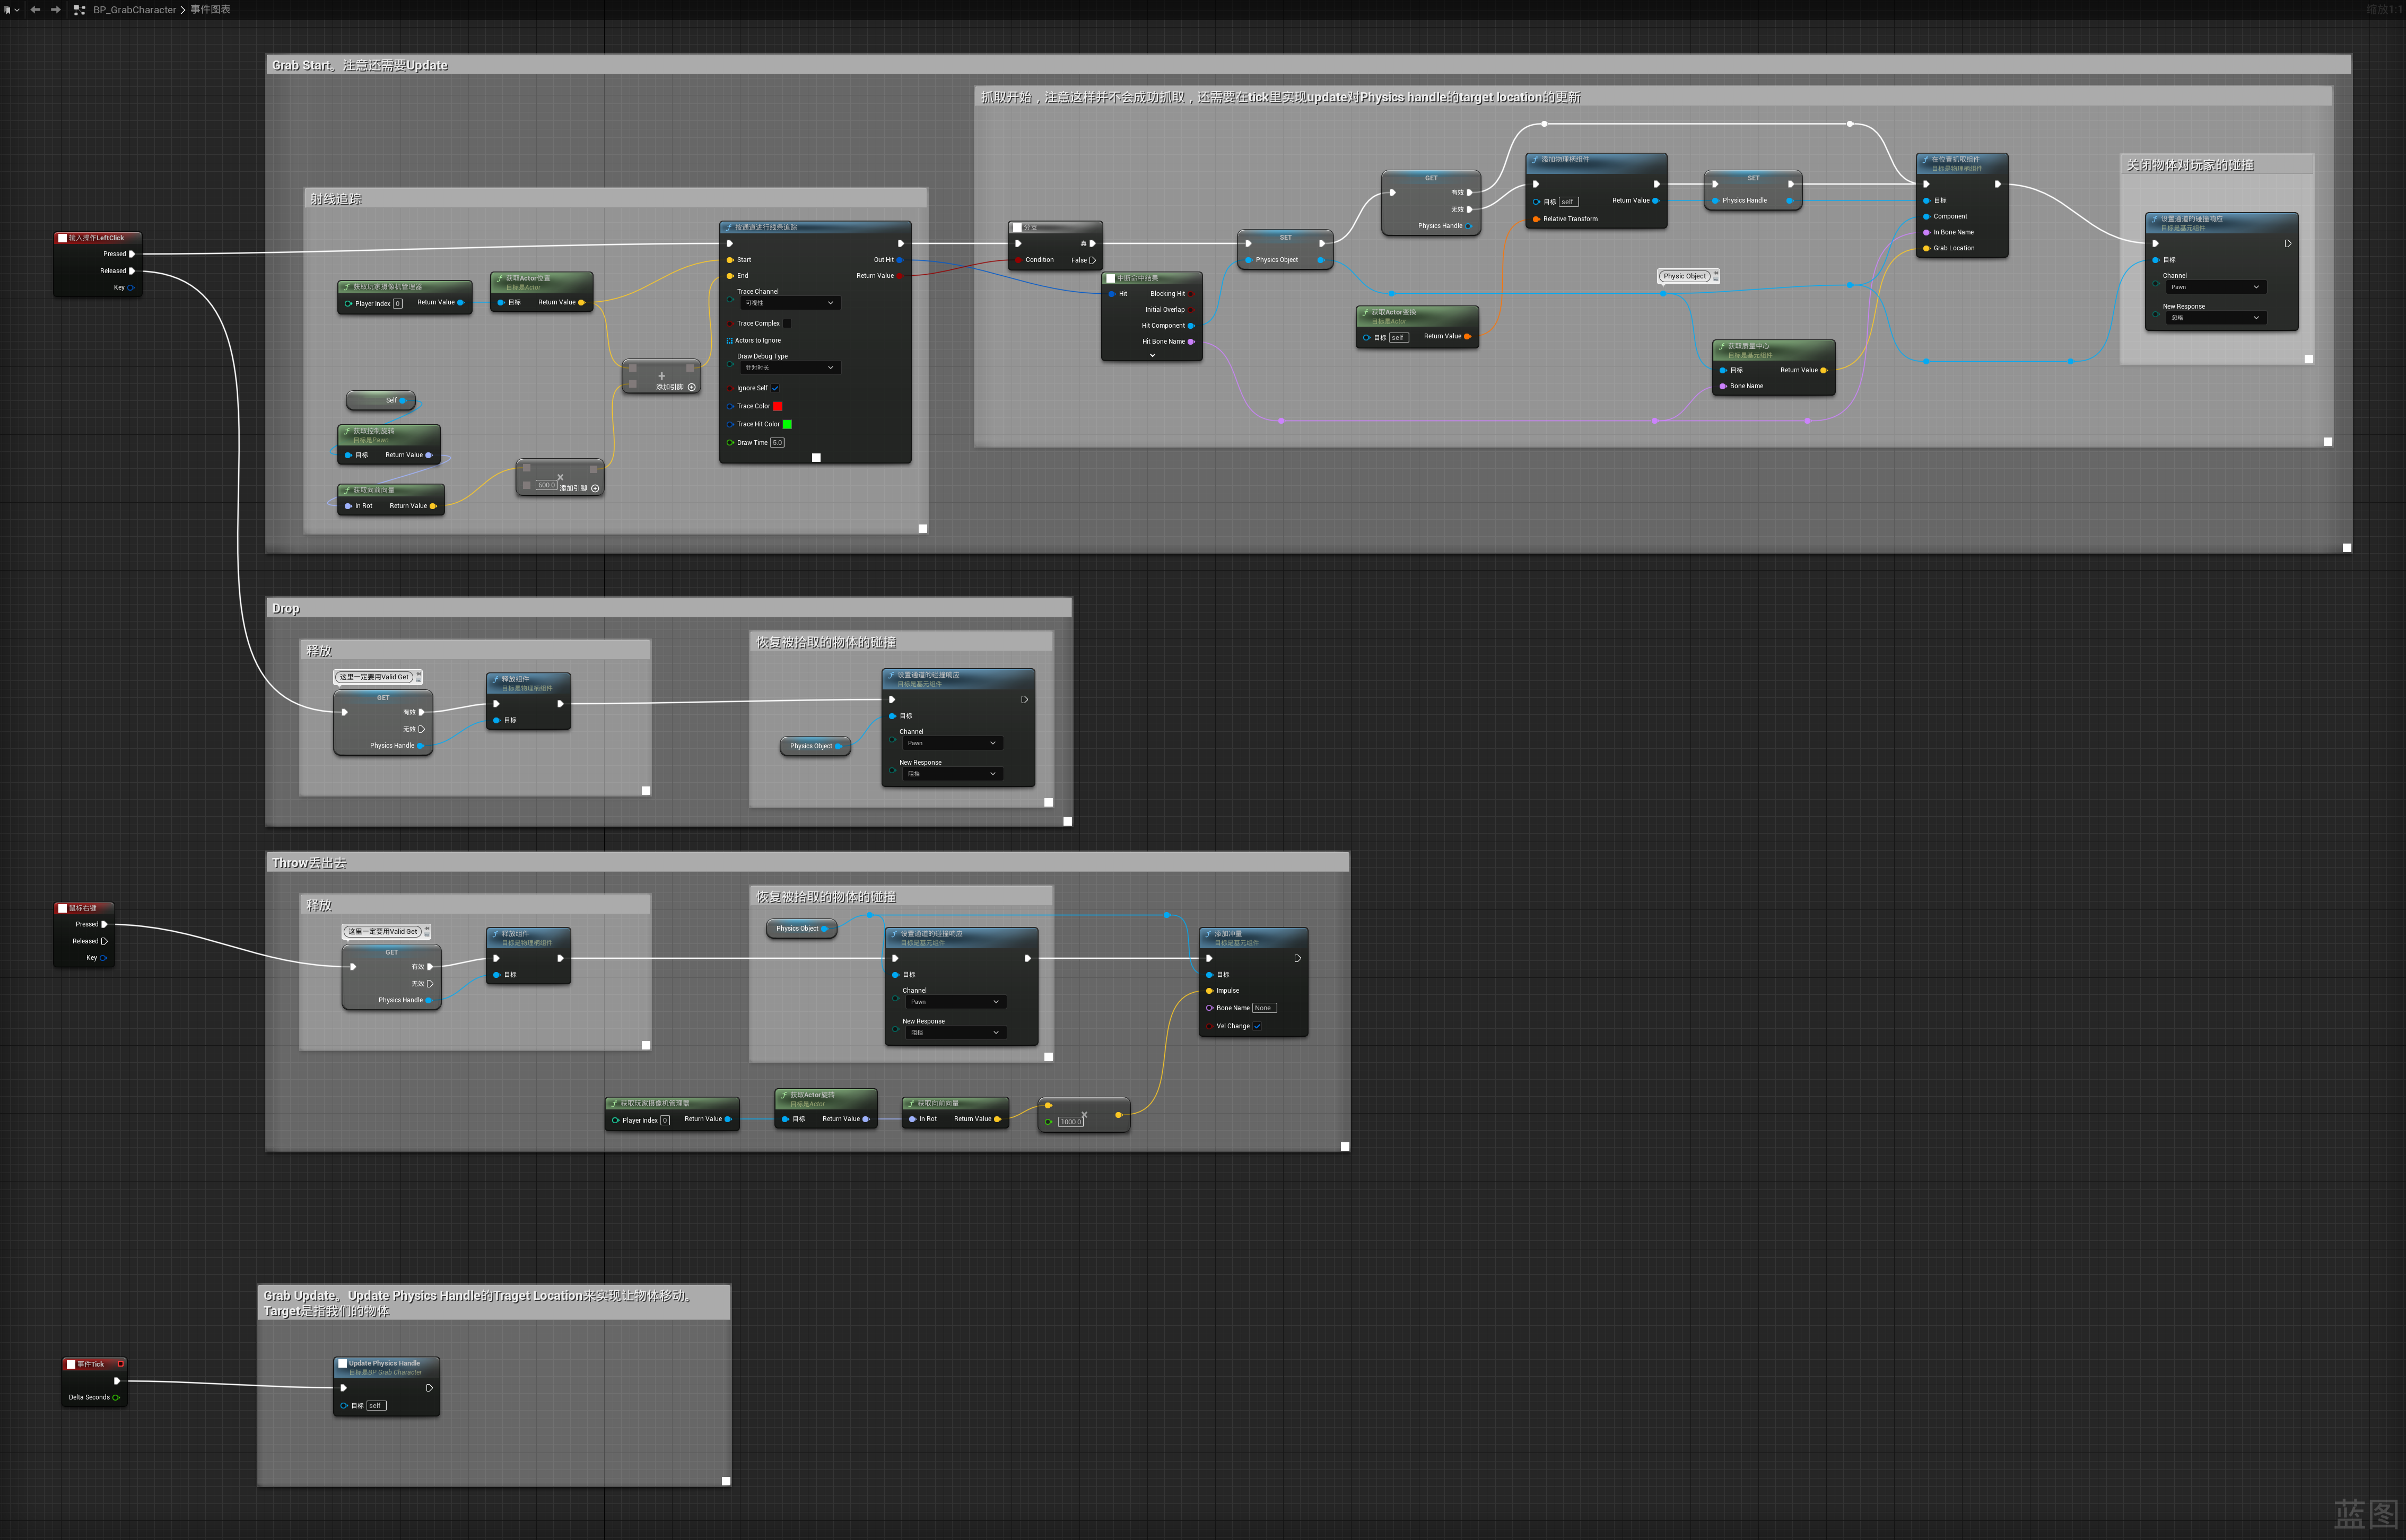 BP_GrabCharacter > 事件图表
缩放1:1
Grab Start。注意还需要Update
抓取开始，注意这样并不会成功抓取，还需要在tick里实现update对Physics handle的target location的更新
射线追踪
输入操作LeftClick
Pressed
Released
Key
获取玩家摄像机管理器
Player Index 0
Return Value
获取Actor位置
目标是Actor
目标
Return Value
Self
获取控制旋转
目标是Pawn
目标
Return Value
获取向前向量
In Rot
Return Value
添加引脚
600.0
添加引脚
按通道进行线条追踪
Start
Out Hit
End
Return Value
Trace Channel
可视性
Trace Complex
Actors to Ignore
Draw Debug Type
针对时长
Ignore Self
Trace Color
Trace Hit Color
Draw Time 5.0
分支
真
Condition
False
中断命中结果
Hit
Blocking Hit
Initial Overlap
Hit Component
Hit Bone Name
SET
Physics Object
GET
有效
无效
Physics Handle
获取Actor变换
目标是Actor
目标 self
Return Value
添加物理柄组件
目标 self
Return Value
Relative Transform
SET
Physics Handle
Physic Object
获取质量中心
目标是基元组件
目标
Return Value
Bone Name
在位置抓取组件
目标是物理柄组件
目标
Component
In Bone Name
Grab Location
关闭物体对玩家的碰撞
设置通道的碰撞响应
目标是基元组件
目标
Channel
Pawn
New Response
忽略
Drop
释放
这里一定要用Valid Get
GET
有效
无效
Physics Handle
释放组件
目标是物理柄组件
目标
恢复被拾取的物体的碰撞
Physics Object
设置通道的碰撞响应
目标是基元组件
目标
Channel
Pawn
New Response
阻挡
Throw丢出去
鼠标右键
Pressed
Released
Key
释放
这里一定要用Valid Get
GET
有效
无效
Physics Handle
释放组件
目标是物理柄组件
目标
恢复被拾取的物体的碰撞
Physics Object
设置通道的碰撞响应
目标是基元组件
目标
Channel
Pawn
New Response
阻挡
添加冲量
目标是基元组件
目标
Impulse
Bone Name None
Vel Change
获取玩家摄像机管理器
Player Index 0
Return Value
获取Actor旋转
目标是Actor
目标
Return Value
获取向前向量
In Rot
Return Value
1000.0
Grab Update。Update Physics Handle的Traget Location来实现让物体移动。
Target是指我们的物体
事件Tick
Delta Seconds
Update Physics Handle
目标是BP Grab Character
目标 self
蓝图